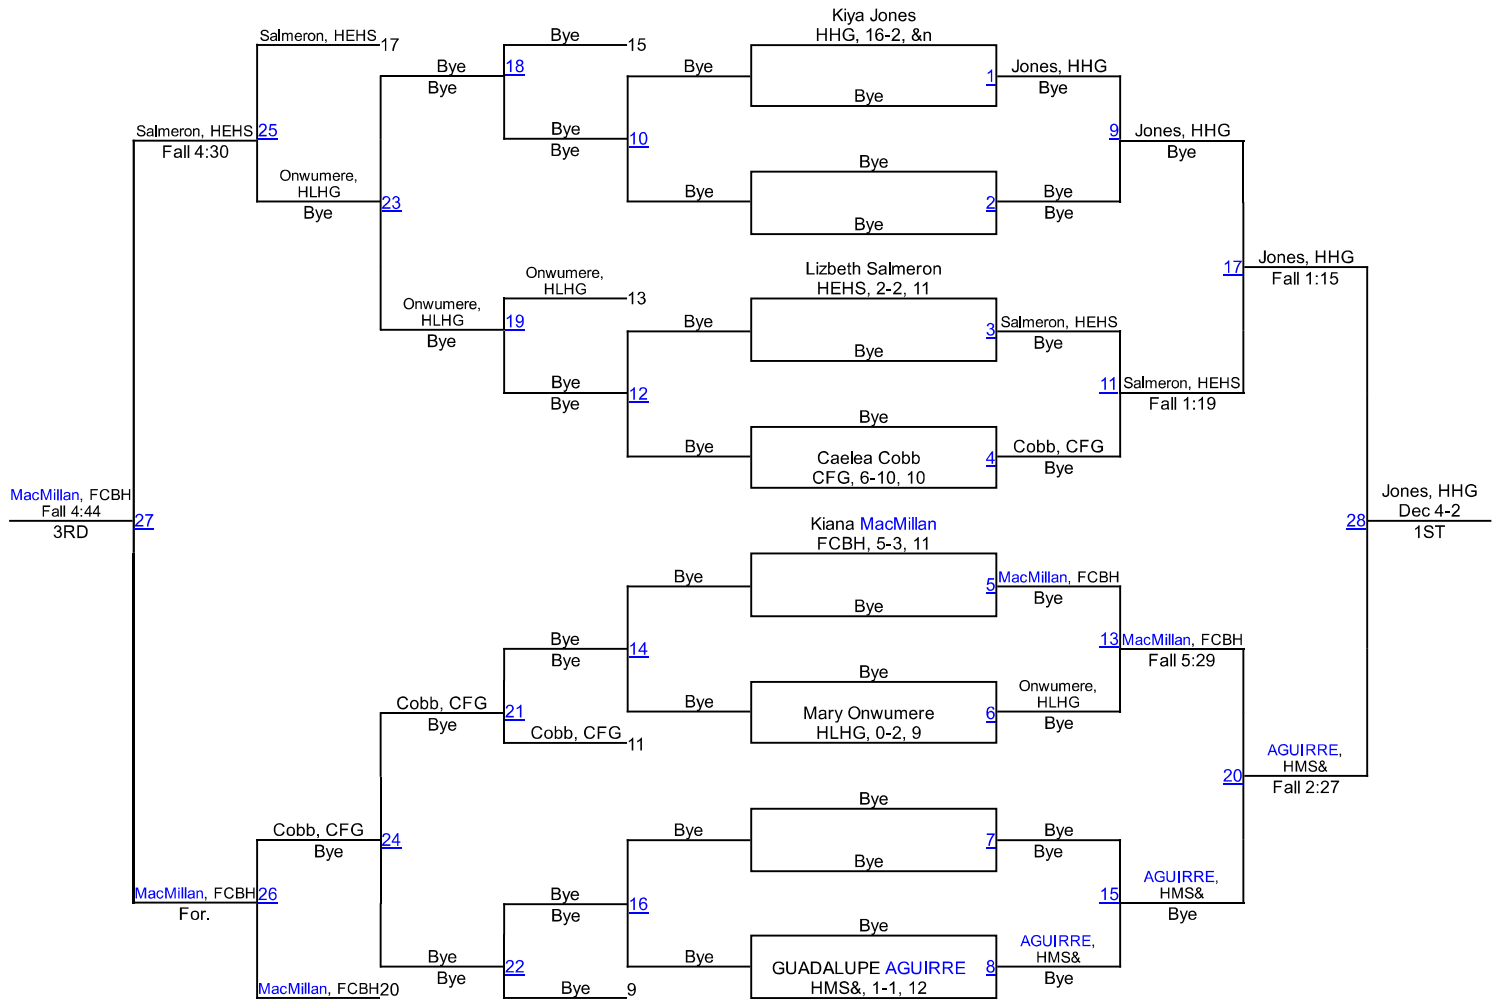 Kiya Jones
HHG, 16-2, &n
Salmeron, HEHS
17
Bye
15
Bye
18
Bye
Bye
1
Jones, HHG
Bye
Bye
Bye
Salmeron, HEHS
25
Fall 4:30
Bye
10
Bye
9
Jones, HHG
Bye
Onwumere,
HLHG
Bye
23
Bye
Bye
2
Bye
Bye
Bye
Onwumere,
HLHG
13
Lizbeth Salmeron
HEHS, 2-2, 11
17
Jones, HHG
Fall 1:15
Onwumere,
HLHG
Bye
19
Bye
3
Salmeron, HEHS
Bye
Bye
Bye
12
Bye
11
Salmeron, HEHS
Fall 1:19
Bye
Bye
Caelea Cobb
CFG, 6-10, 10
4
Cobb, CFG
Bye
MacMillan, FCBH
Fall 4:44
27
3RD
Kiana MacMillan
FCBH, 5-3, 11
Jones, HHG
Dec 4-2
28
1ST
Bye
5
MacMillan, FCBH
Bye
Bye
Bye
14
Bye
13
MacMillan, FCBH
Fall 5:29
Cobb, CFG
21
Bye
Cobb, CFG
11
Bye
Bye
Mary Onwumere
HLHG, 0-2, 9
6
Onwumere,
HLHG
Bye
20
AGUIRRE,
HMS&
Fall 2:27
Cobb, CFG
24
Bye
Bye
Bye
Bye
7
Bye
MacMillan, FCBH
26
For.
Bye
16
Bye
15
AGUIRRE,
HMS&
Bye
Bye
22
Bye
Bye
Bye
GUADALUPE AGUIRRE
HMS&, 1-1, 12
8
AGUIRRE,
HMS&
Bye
MacMillan, FCBH
20
Bye
9